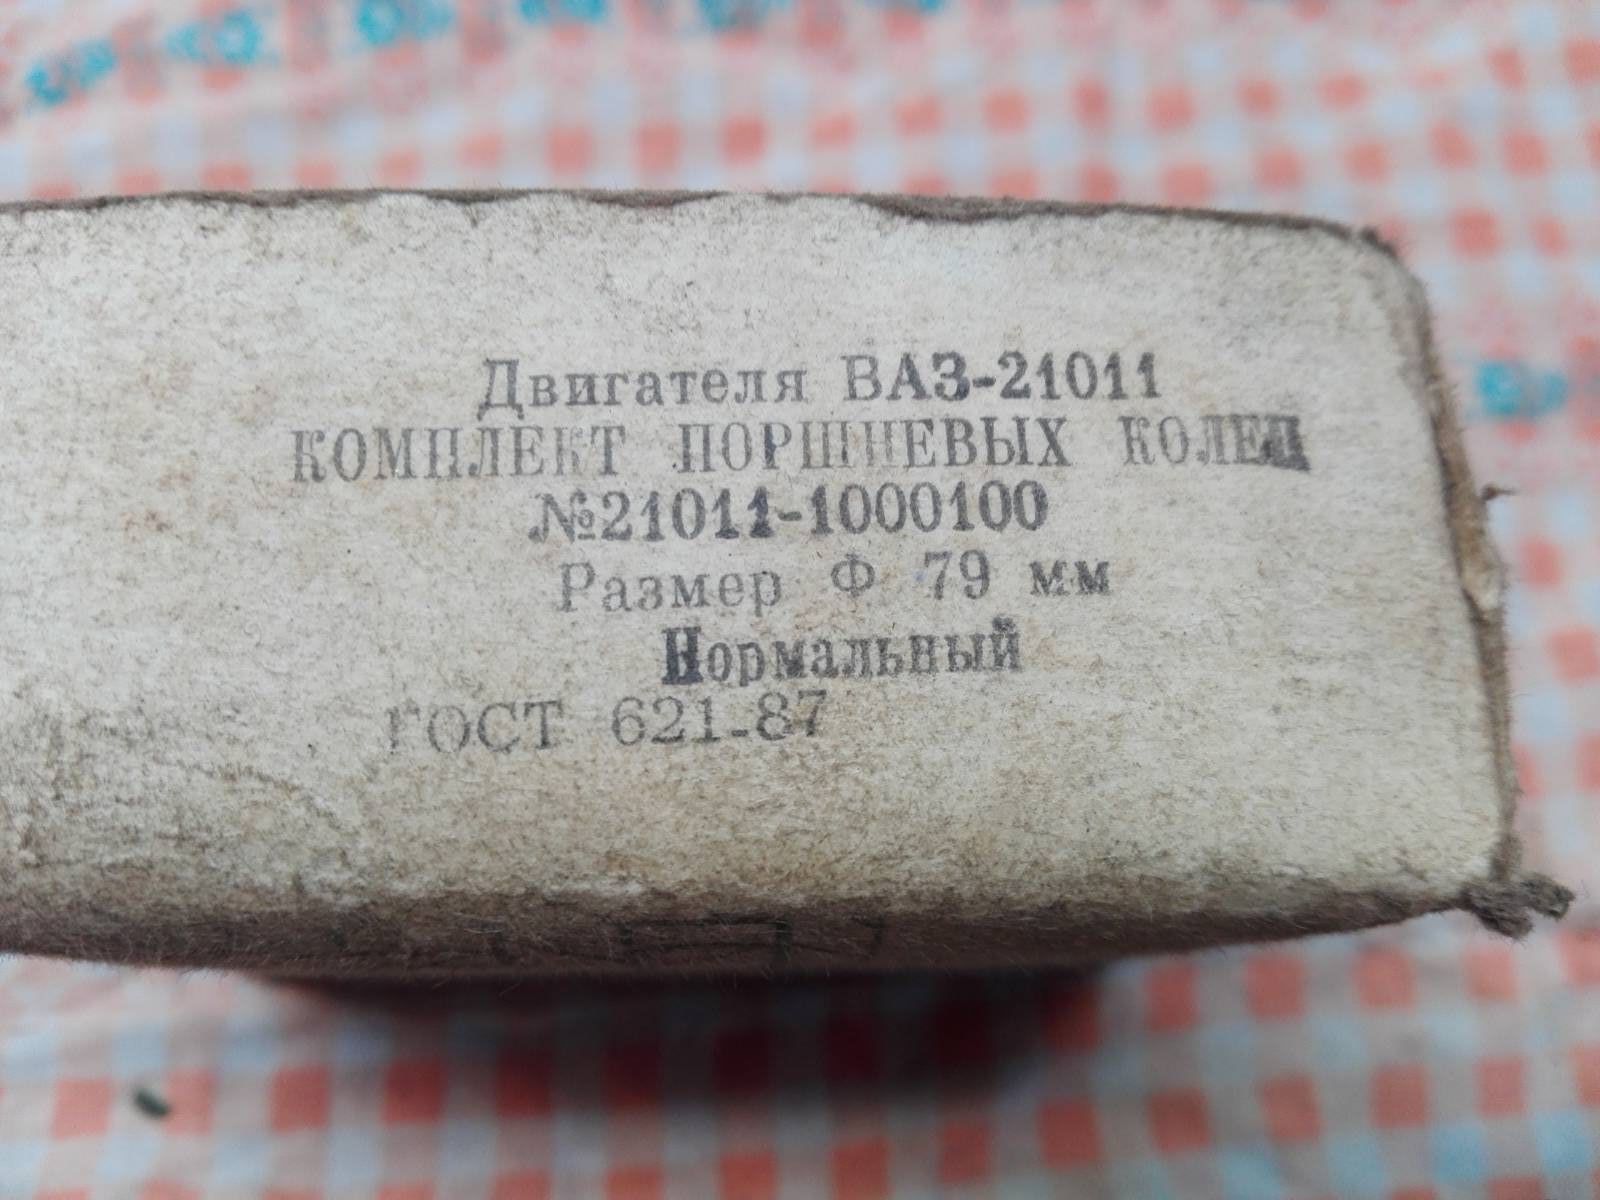 Двигателя ВАЗ-21011
КОМПЛЕКТ ПОРШНЕВЫХ КОЛЕЦ
№21011-1000100
Размер Ф 79 мм
Нормальный
ГОСТ 621-87